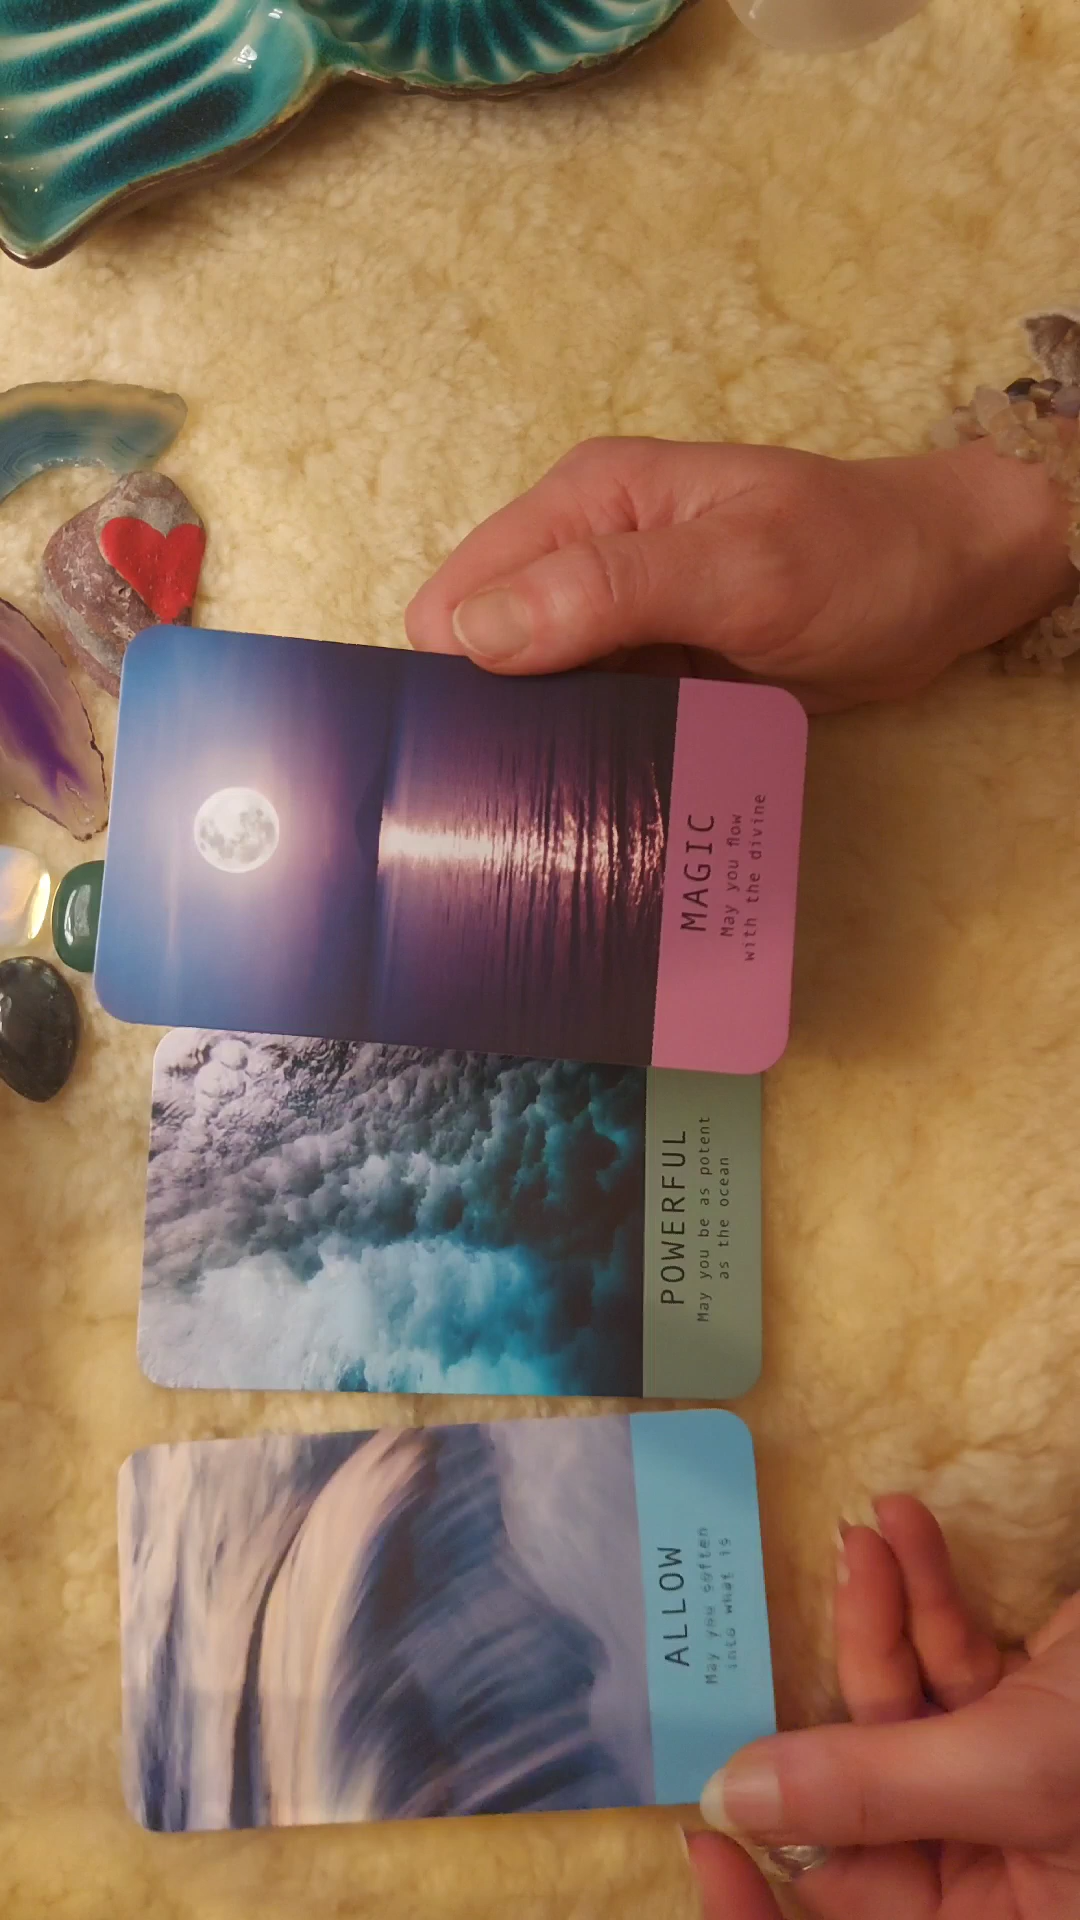 ALLOW
May you soften
into what is
POWERFUL
May you be as potent
as the ocean
MAGIC
May you flow
with the divine